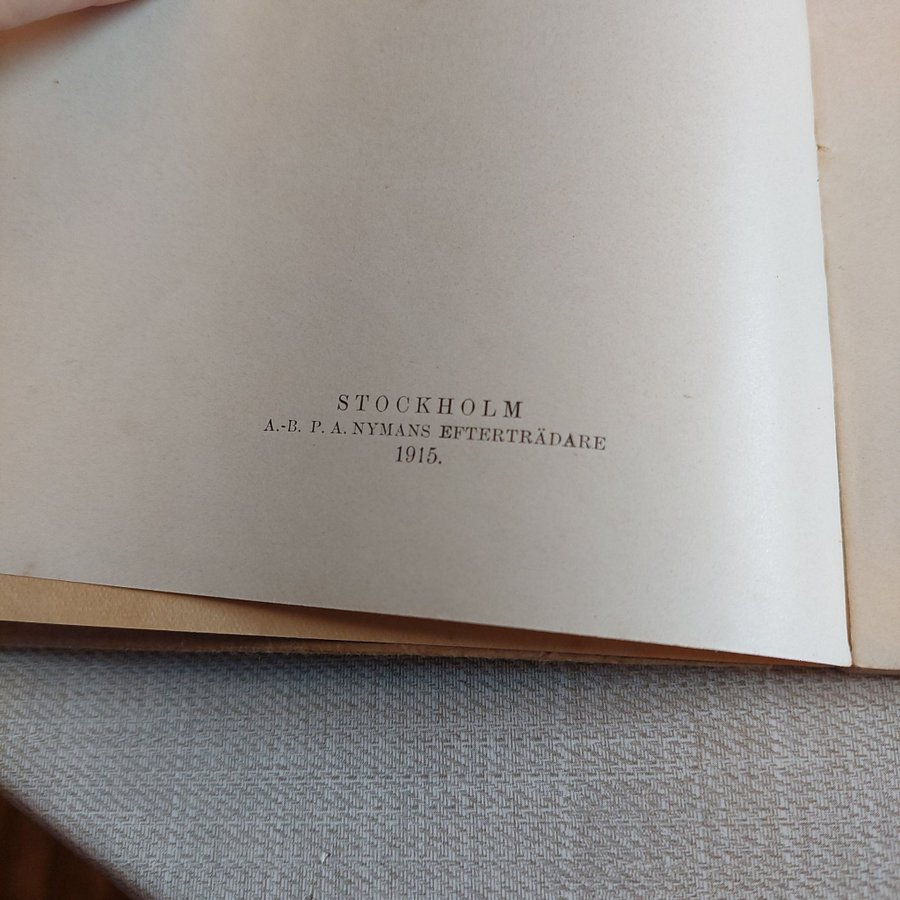 STOCKHOLM
A.-B. P. A. NYMANS EFTERTRÄDARE
1915.